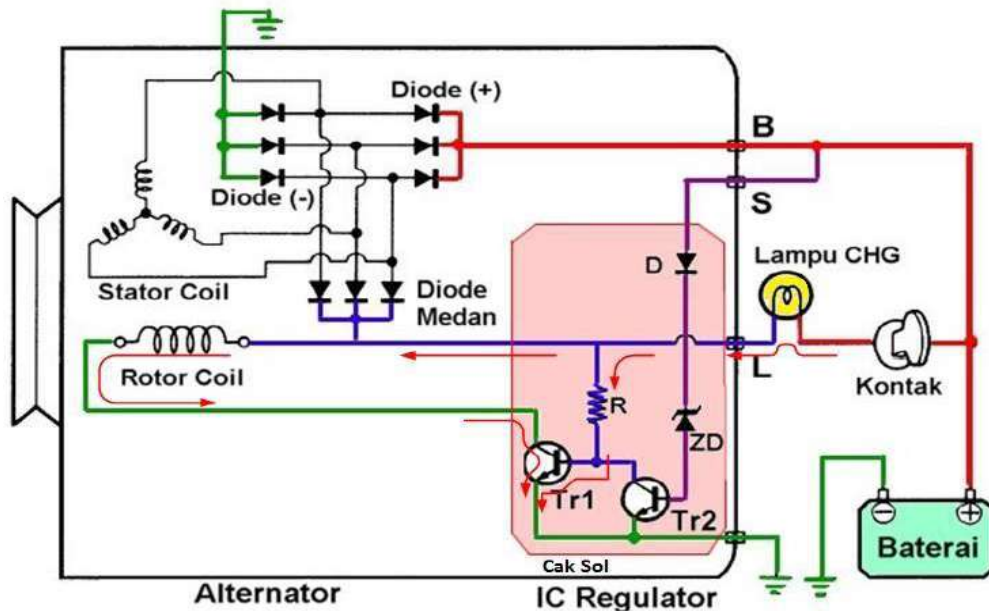 Diode (+)
B
Diode (-)
S
D
Lampu CHG
Stator Coil
Diode
Medan
Rotor Coil
L
Kontak
R
ZD
Tr1
Tr2
Baterai
Cak Sol
Alternator
IC Regulator